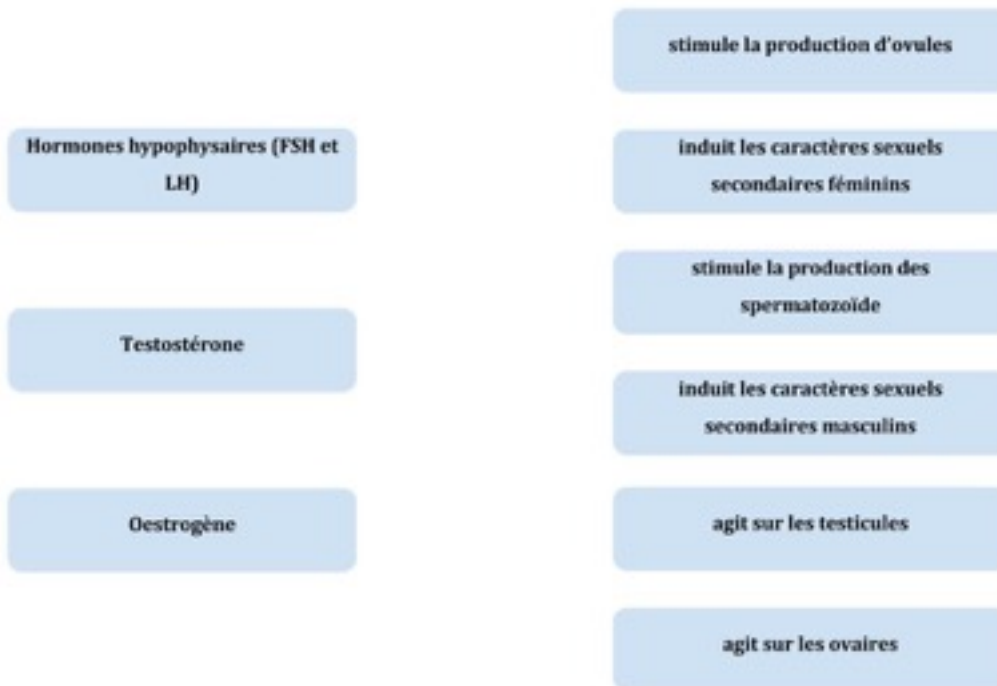 stimule la production d'ovules
Hormones hypophysaires (FSH et
LH)
induit les caractères sexuels
secondaires féminins
stimule la production des
spermatozoïde
Testostérone
induit les caractères sexuels
secondaires masculins
Oestrogène
agit sur les testicules
agit sur les ovaires